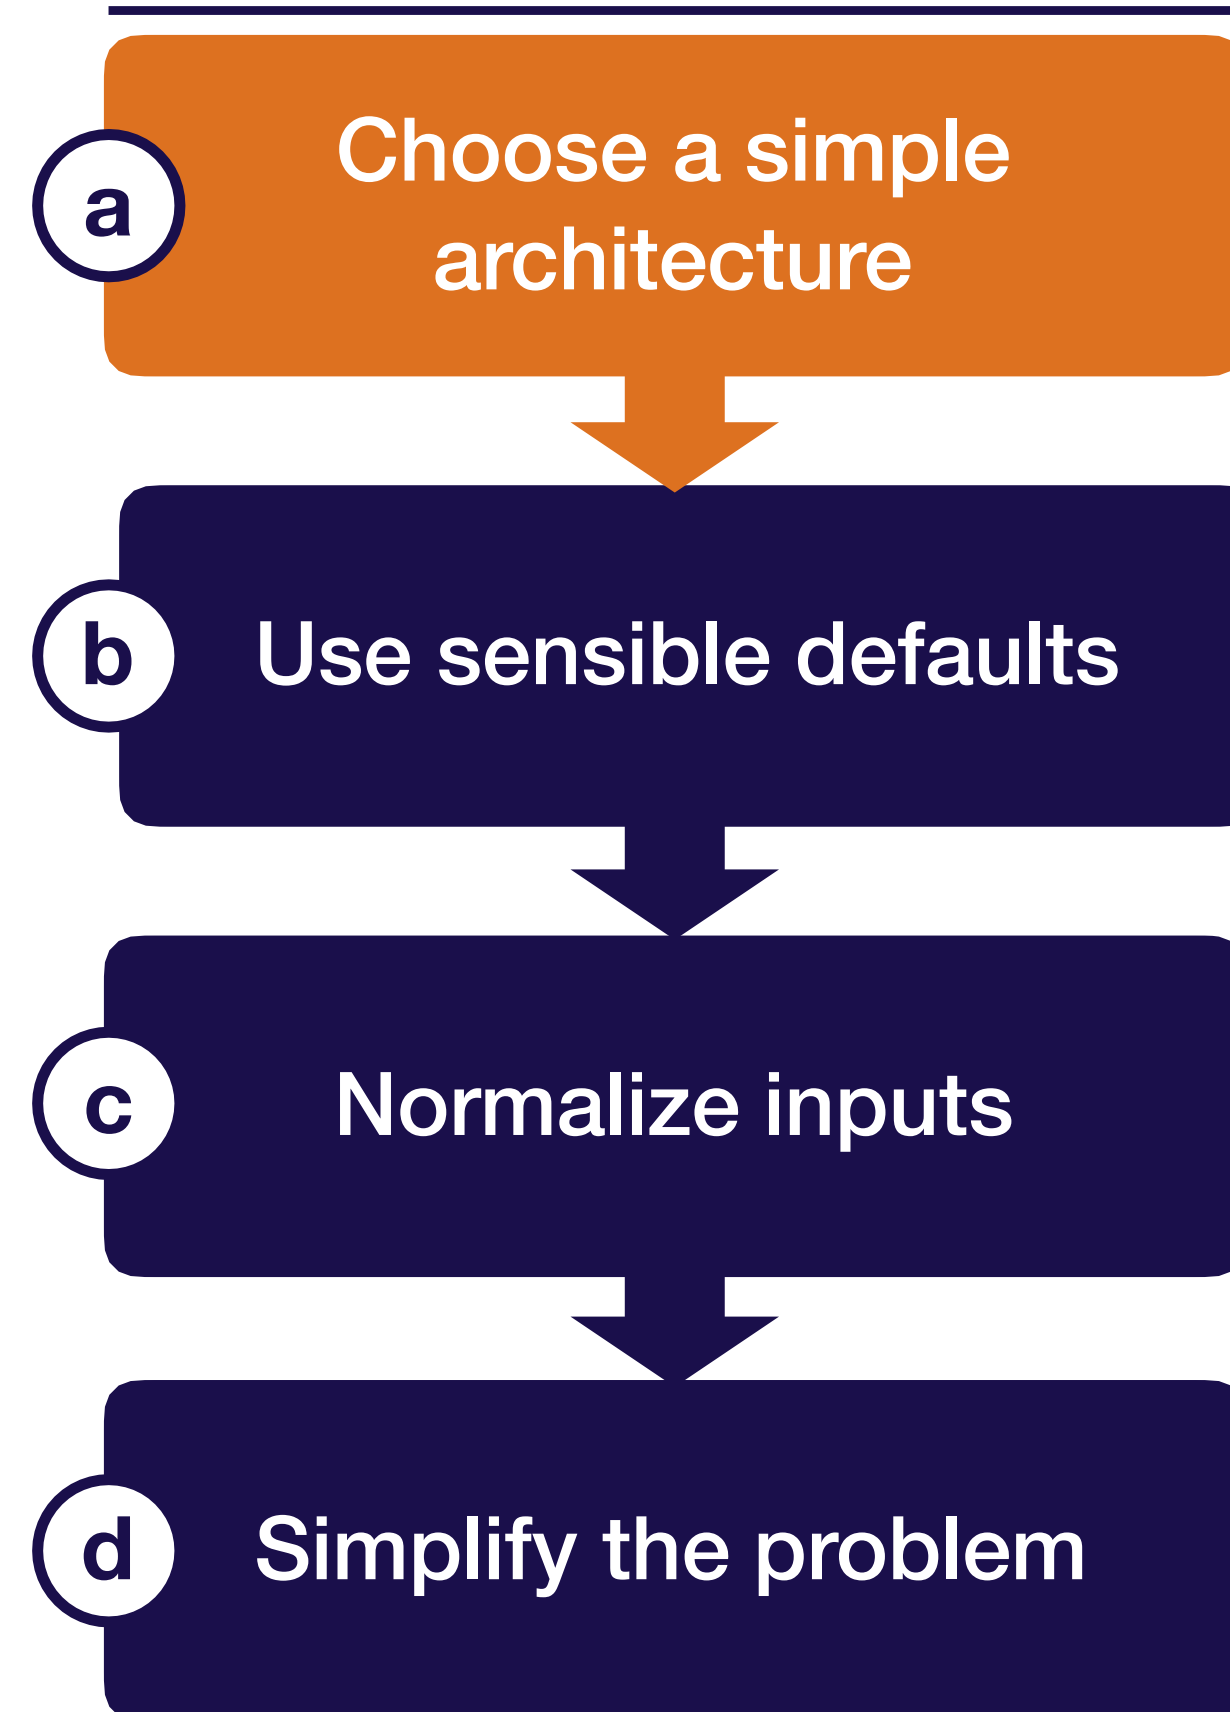 a
Choose a simple
architecture
b
Use sensible defaults
c
Normalize inputs
d
Simplify the problem